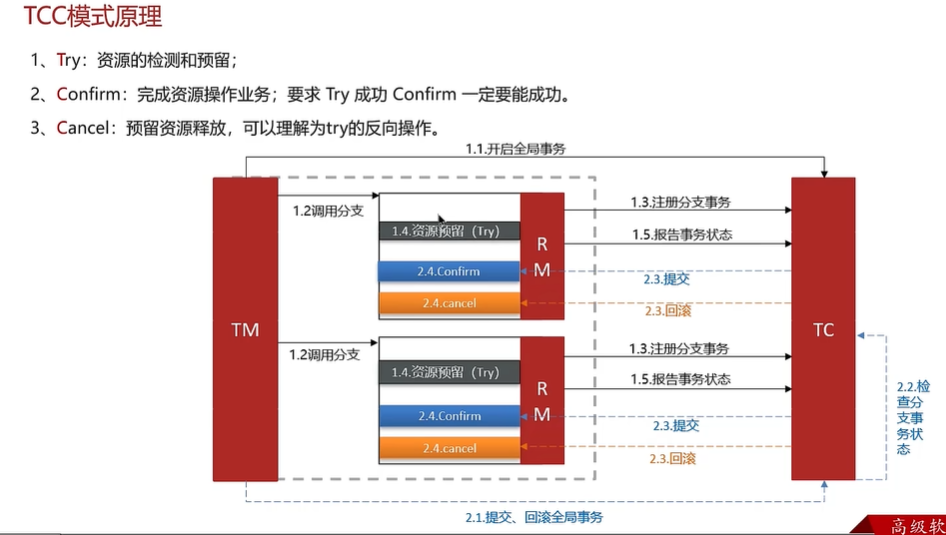 TCC模式原理
1、Try：资源的检测和预留；
2、Confirm：完成资源操作业务；要求 Try 成功 Confirm 一定要能成功。
3、Cancel：预留资源释放，可以理解为try的反向操作。
1.1.开启全局事务
TM
1.2调用分支
1.4.资源预留（Try）
2.4.Confirm
2.4.cancel
R
M
1.3.注册分支事务
1.5.报告事务状态
2.3.提交
2.3.回滚
1.2调用分支
1.4.资源预留（Try）
2.4.Confirm
2.4.cancel
R
M
1.3.注册分支事务
1.5.报告事务状态
2.3.提交
2.3.回滚
TC
2.2.检
查分
支事
务状
态
2.1.提交、回滚全局事务
高级软